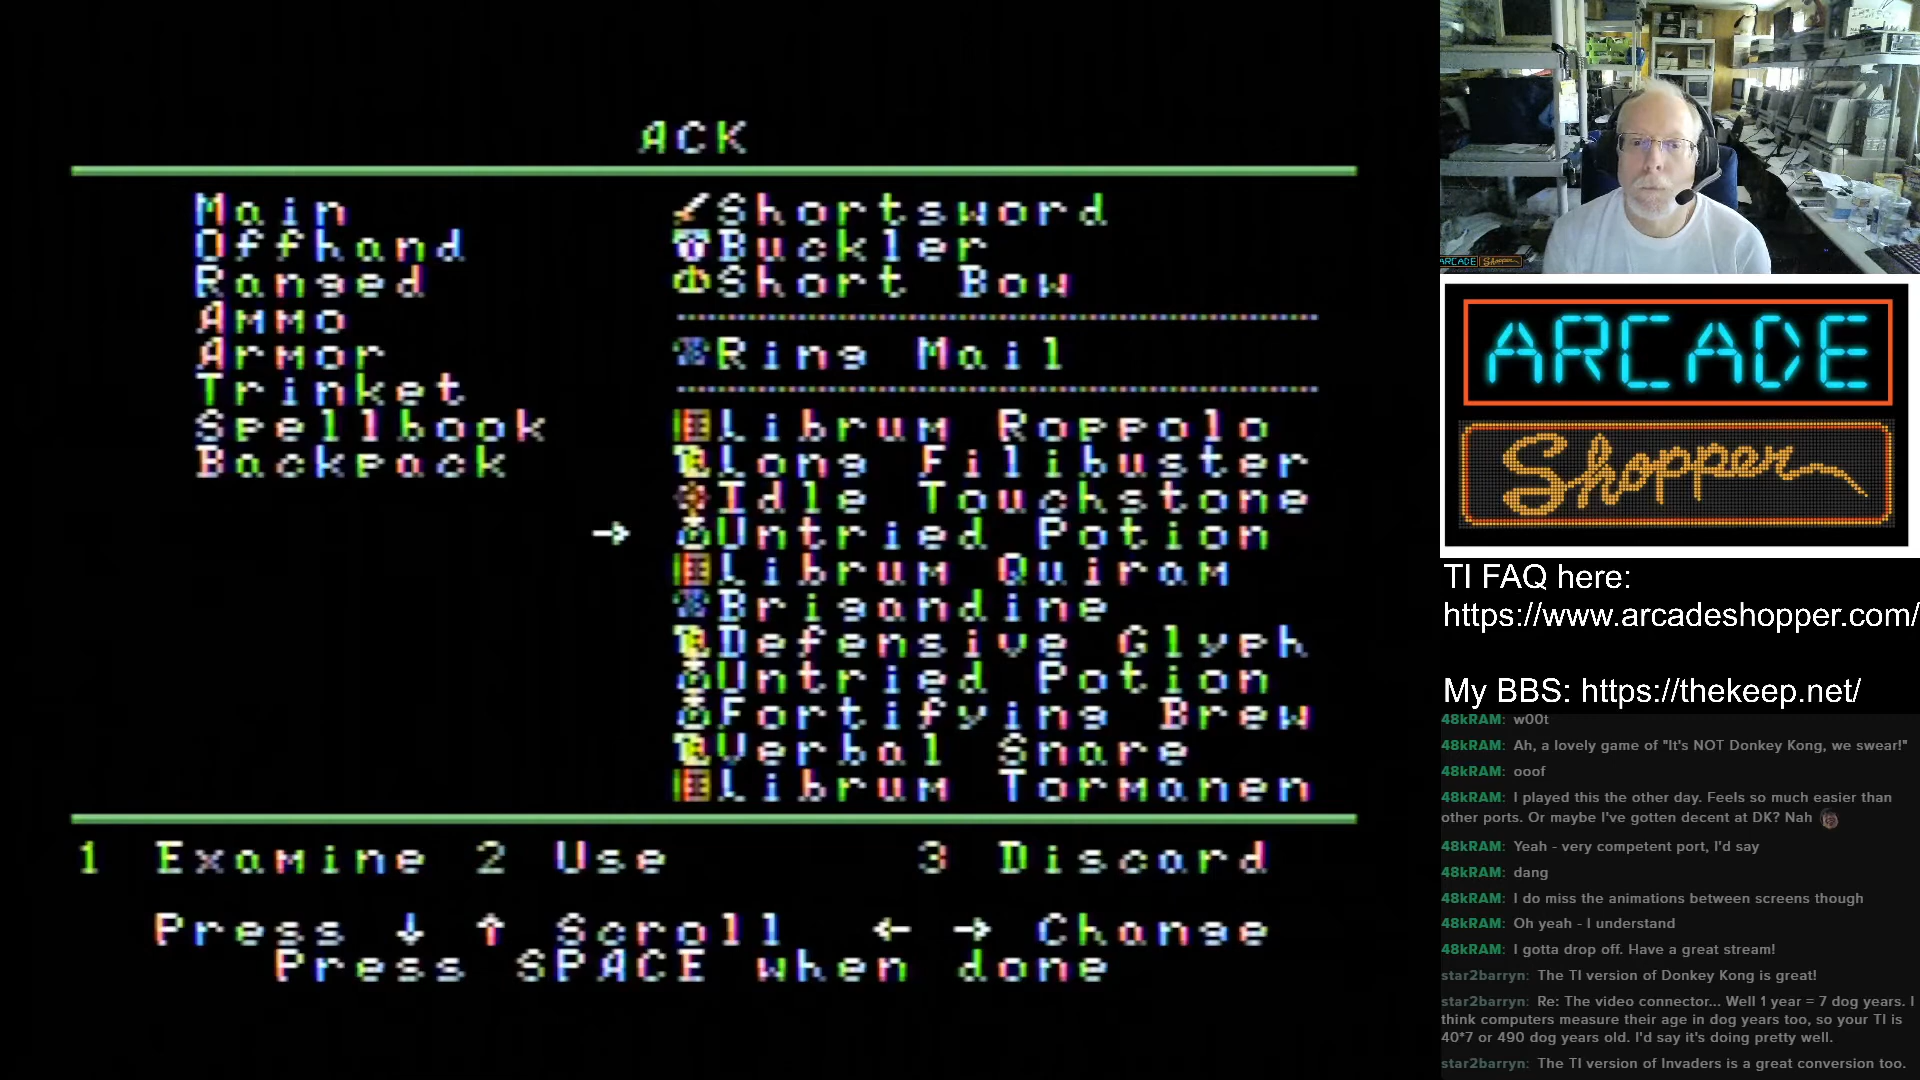 ACK
Main
Offhand
Ranged
Ammo
Armor
Trinket
Spellbook
Backpack
Shortsword
Buckler
Short Bow
Ring Mail
Librum Roppolo
Long Filibuster
Idle Touchstone
→ Untried Potion
Librum Quiram
Brigandine
Defensive Glyph
Untried Potion
Fortifying Brew
Verbal Snare
Librum Tormanen
1 Examine 2 Use 3 Discard
Press ↓ ↑ Scroll ← → Change
Press SPACE when done
ARCADE Shopper
ARCADE
Shopper
TI FAQ here:
https://www.arcadeshopper.com/
My BBS: https://thekeep.net/
48kRAM: w00t
48kRAM: Ah, a lovely game of "It's NOT Donkey Kong, we swear!"
48kRAM: ooof
48kRAM: I played this the other day. Feels so much easier than
other ports. Or maybe I've gotten decent at DK? Nah
48kRAM: Yeah - very competent port, I'd say
48kRAM: dang
48kRAM: I do miss the animations between screens though
48kRAM: Oh yeah - I understand
48kRAM: I gotta drop off. Have a great stream!
star2barryn: The TI version of Donkey Kong is great!
star2barryn: Re: The video connector... Well 1 year = 7 dog years. I
think computers measure their age in dog years too, so your TI is
40*7 or 490 dog years old. I'd say it's doing pretty well.
star2barryn: The TI version of Invaders is a great conversion too.